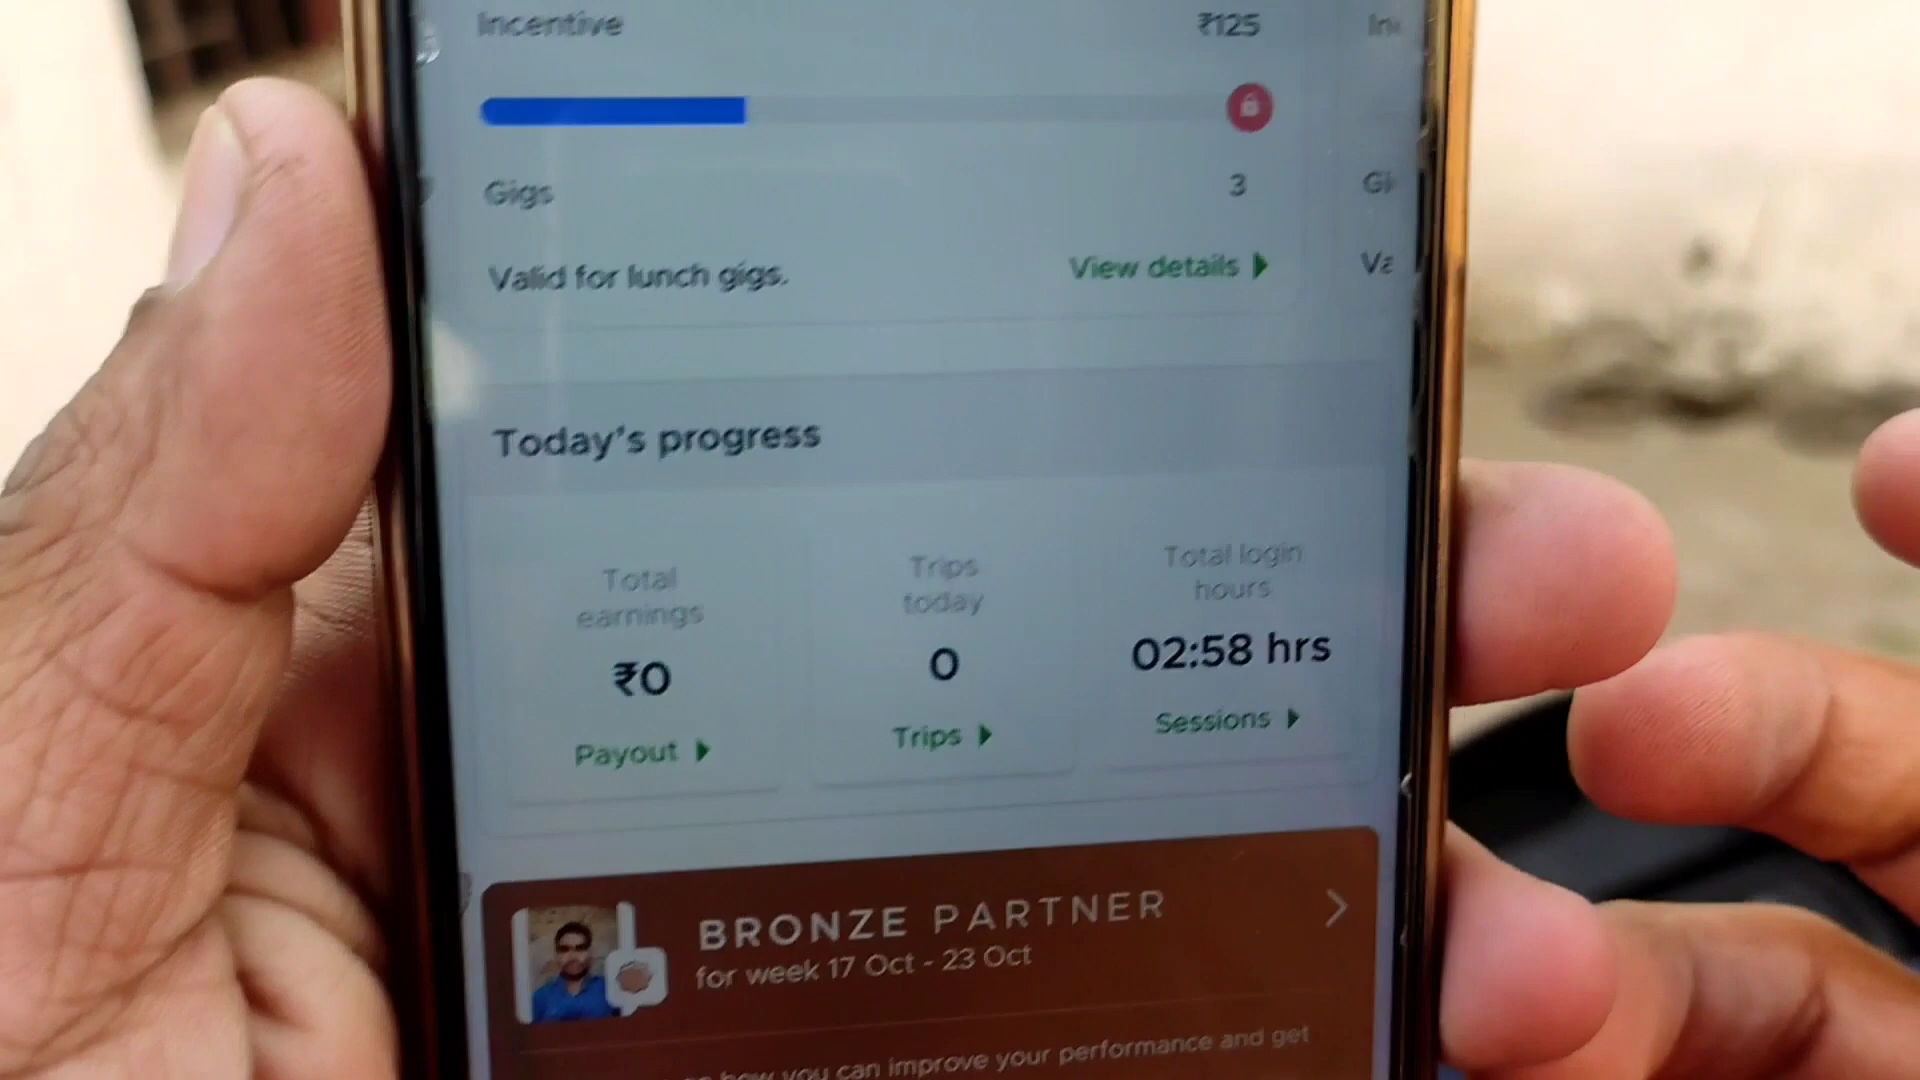 Incentive ₹125
Gigs 3 Gi
Valid for lunch gigs. View details Va
Today's progress
Total earnings
₹0
Payout
Trips today
0
Trips
Total login hours
02:58 hrs
Sessions
BRONZE PARTNER
for week 17 Oct - 23 Oct
how you can improve your performance and get